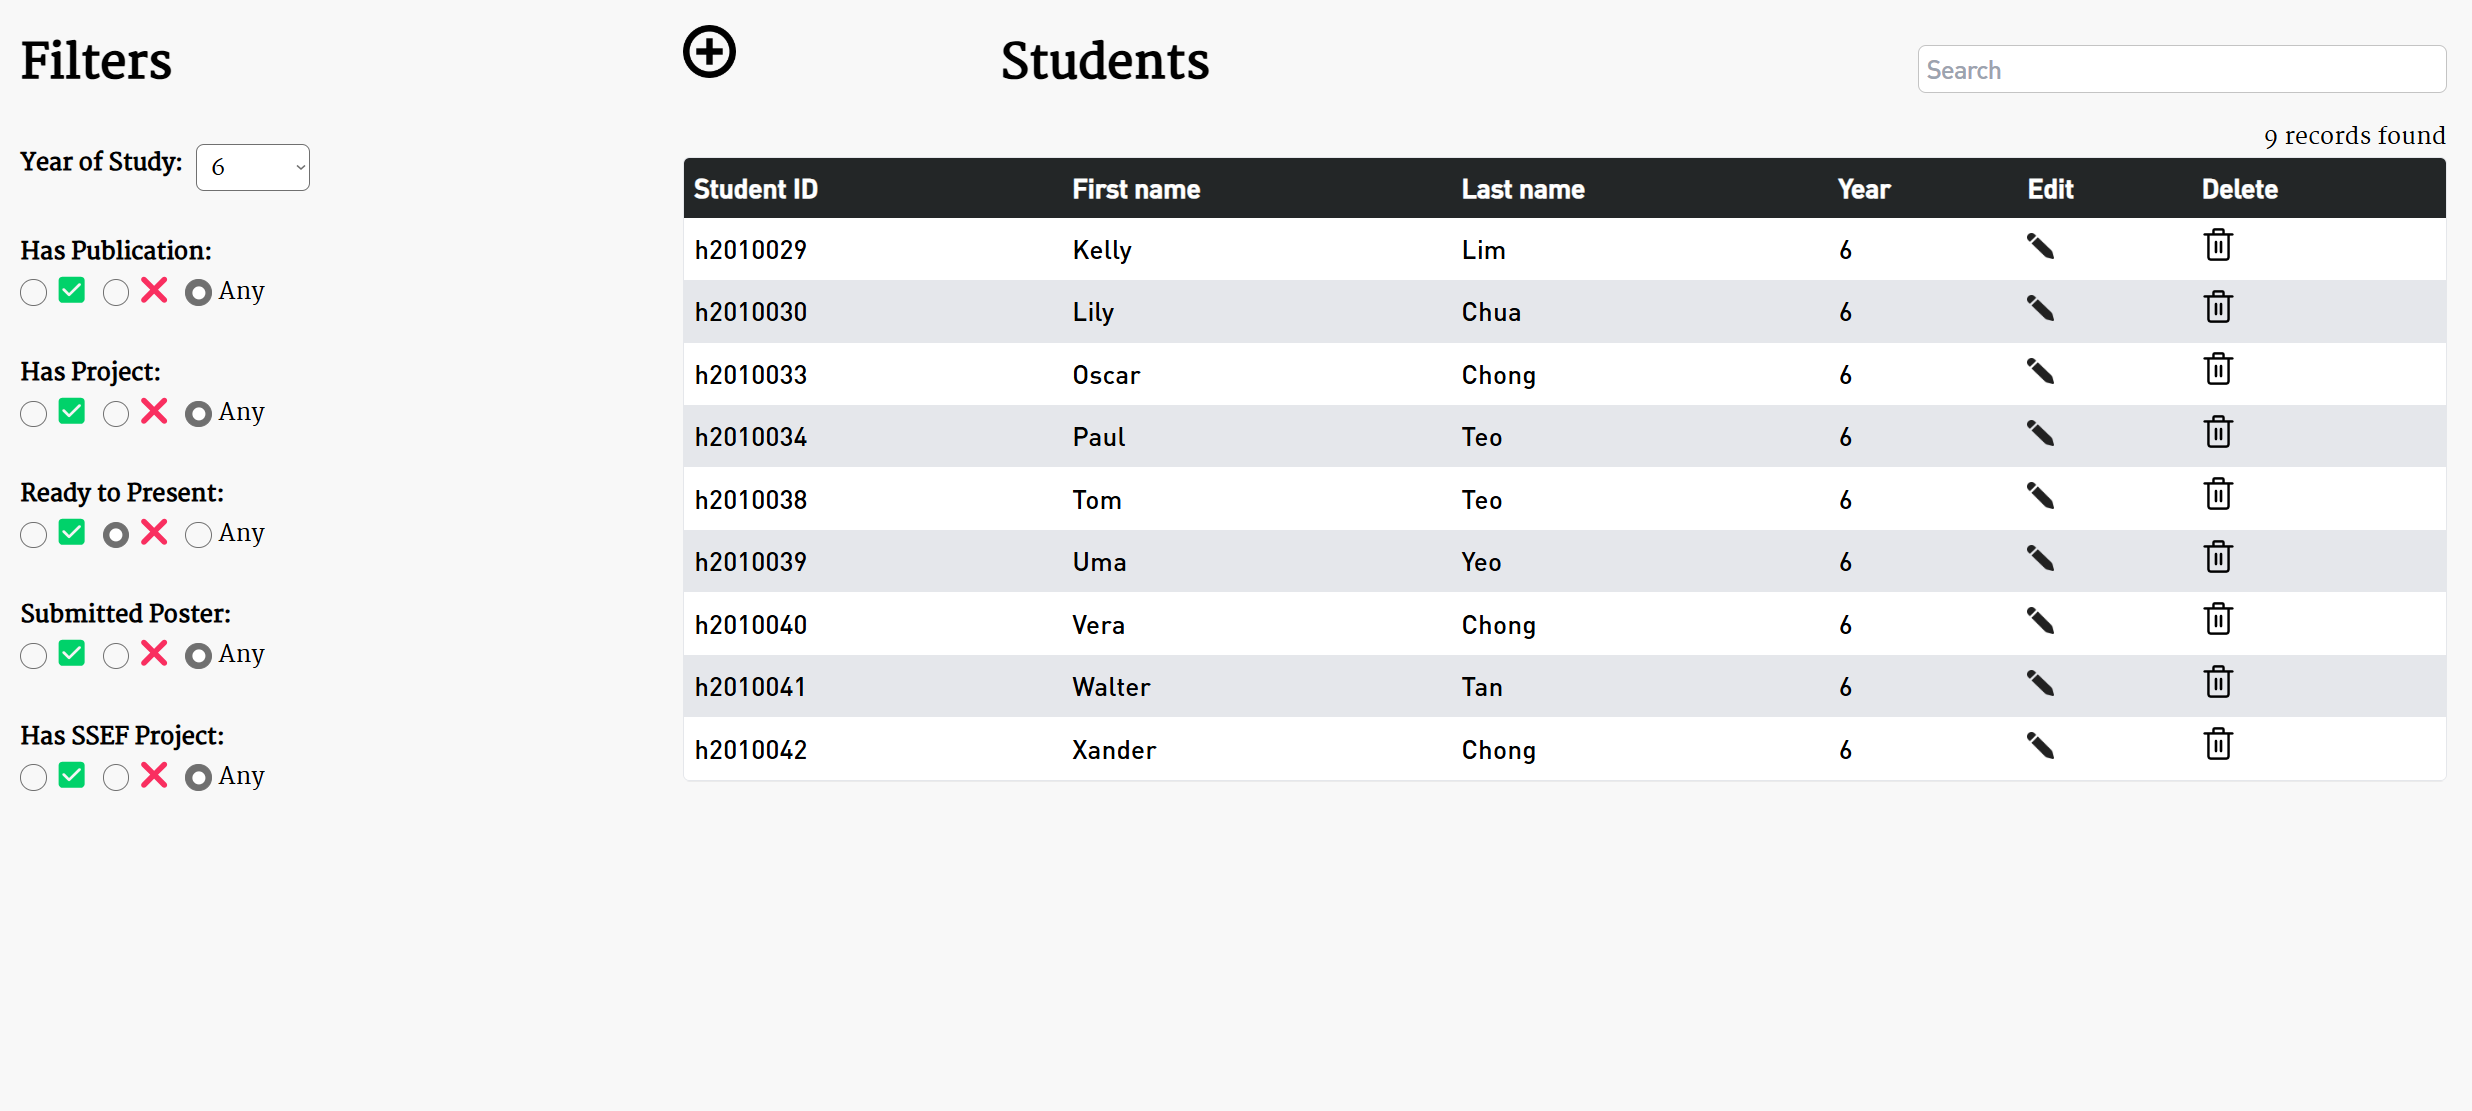 Filters
Year of Study: 6
Has Publication:
Any
Has Project:
Any
Ready to Present:
Any
Submitted Poster:
Any
Has SSEF Project:
Any
Students
Search
9 records found
Student ID First name Last name Year Edit Delete
h2010029 Kelly Lim 6
h2010030 Lily Chua 6
h2010033 Oscar Chong 6
h2010034 Paul Teo 6
h2010038 Tom Teo 6
h2010039 Uma Yeo 6
h2010040 Vera Chong 6
h2010041 Walter Tan 6
h2010042 Xander Chong 6